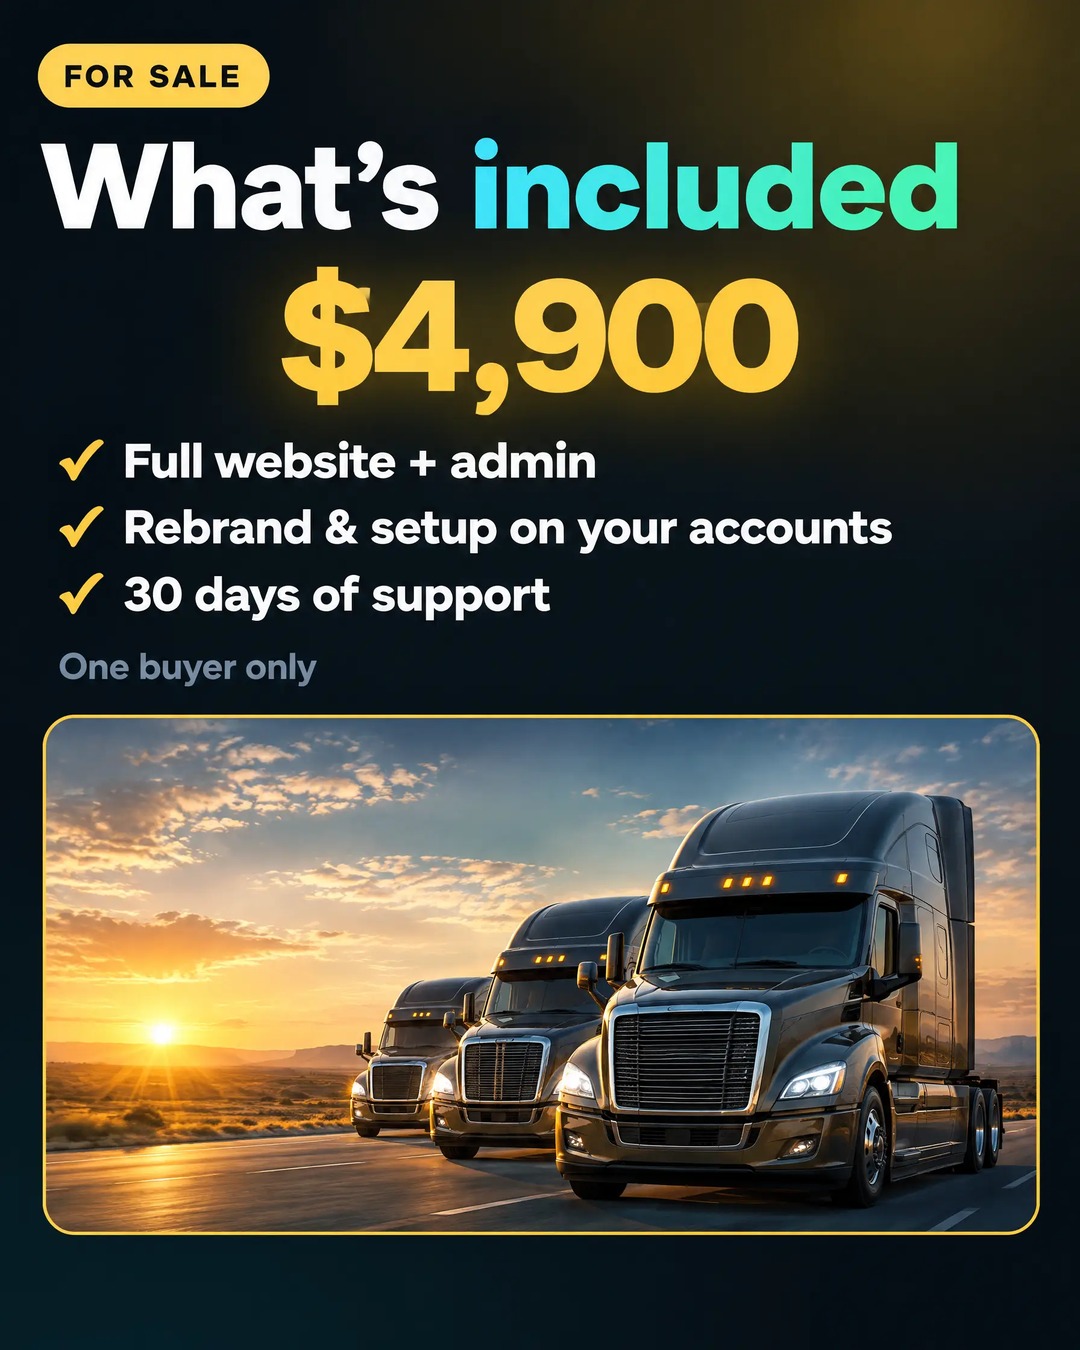 FOR SALE
What’s included
$4,900
✓ Full website + admin
✓ Rebrand & setup on your accounts
✓ 30 days of support
One buyer only